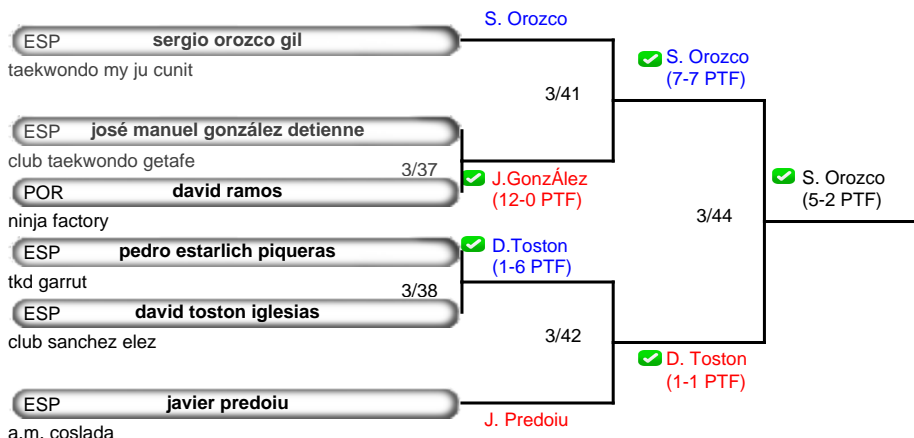 S. Orozco
ESP sergio orozco gil
taekwondo my ju cunit
S. Orozco
(7-7 PTF)
3/41
ESP josé manuel gonzález detienne
club taekwondo getafe
3/37
J.GonzÁlez
(12-0 PTF)
POR david ramos
ninja factory
S. Orozco
(5-2 PTF)
3/44
ESP pedro estarlich piqueras
tkd garrut
D.Toston
(1-6 PTF)
3/38
ESP david toston iglesias
club sanchez elez
3/42
D. Toston
(1-1 PTF)
ESP javier predoiu
J. Predoiu
a.m. coslada